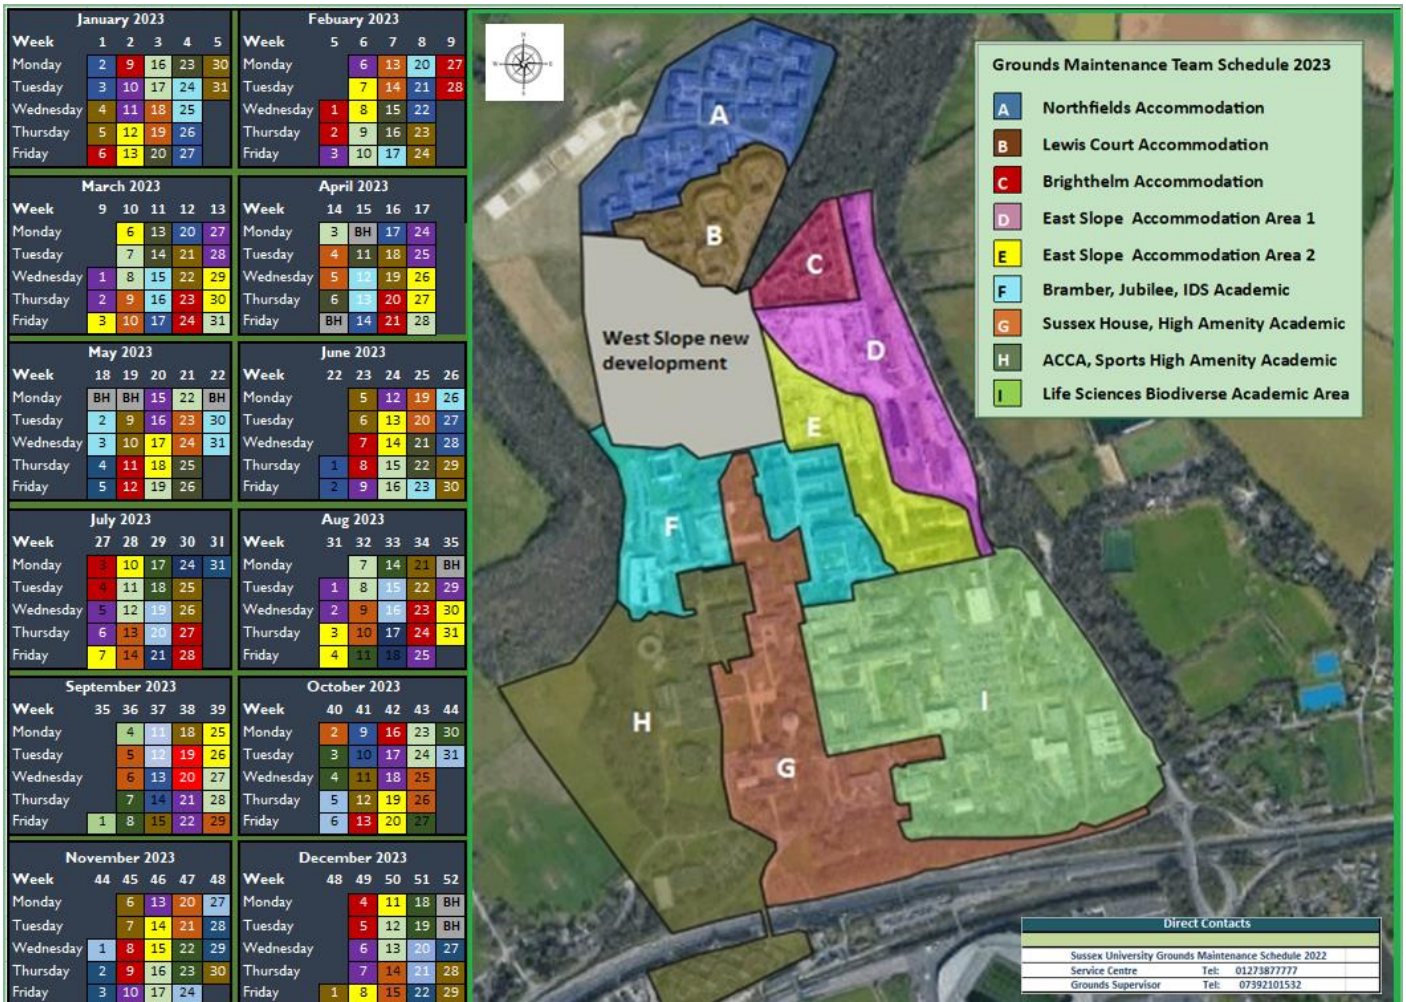 January 2023
Week 1 2 3 4 5
Monday 2 9 16 23 30
Tuesday 3 10 17 24 31
Wednesday 4 11 18 25
Thursday 5 12 19 26
Friday 6 13 20 27
Febuary 2023
Week 5 6 7 8 9
Monday 6 13 20 27
Tuesday 7 14 21 28
Wednesday 1 8 15 22
Thursday 2 9 16 23
Friday 3 10 17 24
March 2023
Week 9 10 11 12 13
Monday 6 13 20 27
Tuesday 7 14 21 28
Wednesday 1 8 15 22 29
Thursday 2 9 16 23 30
Friday 3 10 17 24 31
April 2023
Week 14 15 16 17
Monday 3 BH 17 24
Tuesday 4 11 18 25
Wednesday 5 12 19 26
Thursday 6 13 20 27
Friday BH 14 21 28
May 2023
Week 18 19 20 21 22
Monday BH BH 15 22 BH
Tuesday 2 9 16 23 30
Wednesday 3 10 17 24 31
Thursday 4 11 18 25
Friday 5 12 19 26
June 2023
Week 22 23 24 25 26
Monday 5 12 19 26
Tuesday 6 13 20 27
Wednesday 7 14 21 28
Thursday 1 8 15 22 29
Friday 2 9 16 23 30
July 2023
Week 27 28 29 30 31
Monday 3 10 17 24 31
Tuesday 4 11 18 25
Wednesday 5 12 19 26
Thursday 6 13 20 27
Friday 7 14 21 28
Aug 2023
Week 31 32 33 34 35
Monday 7 14 21 BH
Tuesday 1 8 15 22 29
Wednesday 2 9 16 23 30
Thursday 3 10 17 24 31
Friday 4 11 18 25
September 2023
Week 35 36 37 38 39
Monday 4 11 18 25
Tuesday 5 12 19 26
Wednesday 6 13 20 27
Thursday 7 14 21 28
Friday 1 8 15 22 29
October 2023
Week 40 41 42 43 44
Monday 2 9 16 23 30
Tuesday 3 10 17 24 31
Wednesday 4 11 18 25
Thursday 5 12 19 26
Friday 6 13 20 27
November 2023
Week 44 45 46 47 48
Monday 6 13 20 27
Tuesday 7 14 21 28
Wednesday 1 8 15 22 29
Thursday 2 9 16 23 30
Friday 3 10 17 24
December 2023
Week 48 49 50 51 52
Monday 4 11 18 BH
Tuesday 5 12 19 BH
Wednesday 6 13 20 27
Thursday 7 14 21 28
Friday 1 8 15 22 29
N
W E
S
A
B
C
West Slope new
development
D
E
F
H
G
I
Grounds Maintenance Team Schedule 2023
A Northfields Accommodation
B Lewis Court Accommodation
C Brighthelm Accommodation
D East Slope Accommodation Area 1
E East Slope Accommodation Area 2
F Bramber, Jubilee, IDS Academic
G Sussex House, High Amenity Academic
H ACCA, Sports High Amenity Academic
I Life Sciences Biodiverse Academic Area
Direct Contacts
Sussex University Grounds Maintenance Schedule 2022
Service Centre Tel: 01273877777
Grounds Supervisor Tel: 07392101532